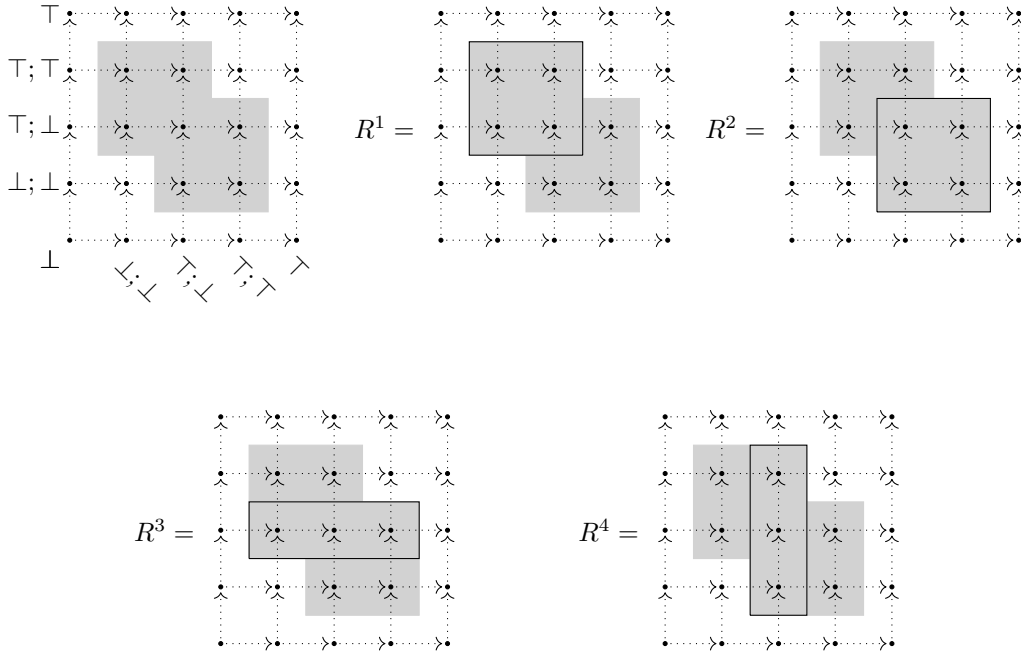 ⊤
⊤;⊤
⊤;⊥
⊥;⊥
⊥
⊥;⊥ ⊤;⊥ ⊤;⊤ ⊤
R¹ =
R² =
R³ =
R⁴ =